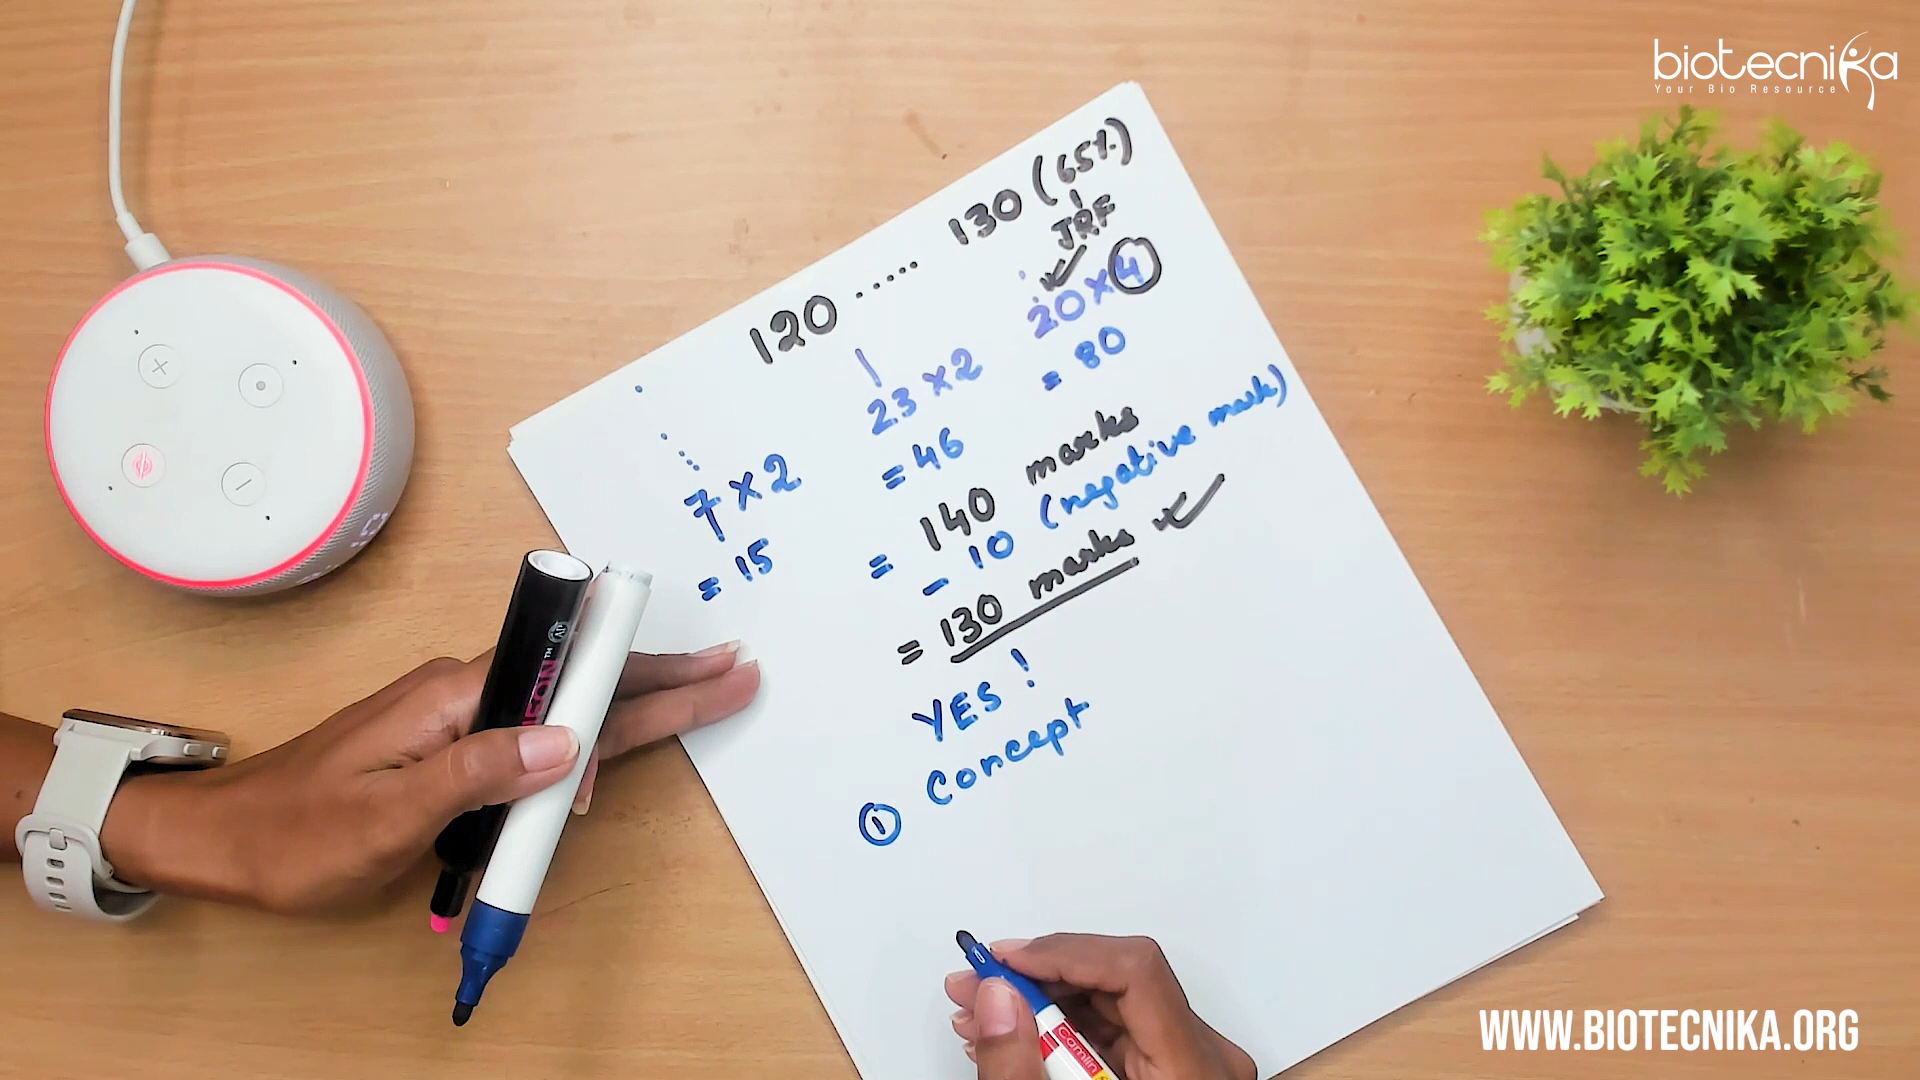 biotecnika
Your Bio Resource
120 ...... 130 (65%)
JRF
7 x 2
= 15
23 x 2
= 46
20 x 4
= 80
= 140 marks
- 10 (negative mark)
= 130 marks
YES!
① Concept
Camlin
WWW.BIOTECNIKA.ORG